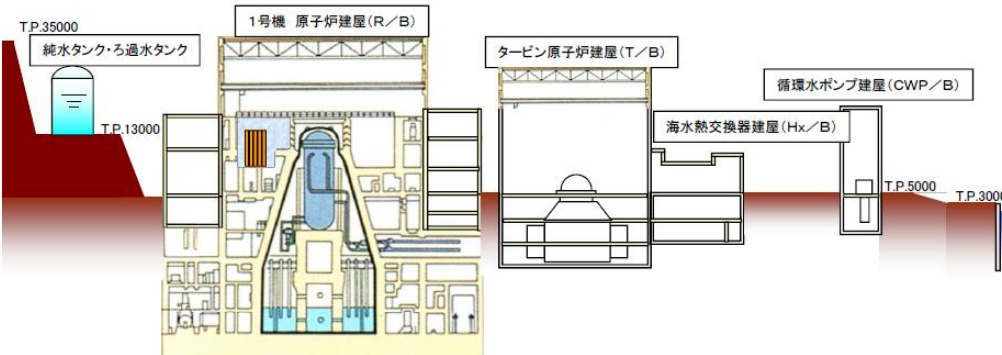 T.P.35000
1号機 原子炉建屋(R/B)
純水タンク・ろ過水タンク
タービン原子炉建屋(T/B)
循環水ポンプ建屋(CWP/B)
海水熱交換器建屋(Hx/B)
T.P.13000
T.P.5000
T.P.3000